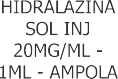 HIDRALAZINA
SOL INJ
20MG/ML -
1ML - AMPOLA